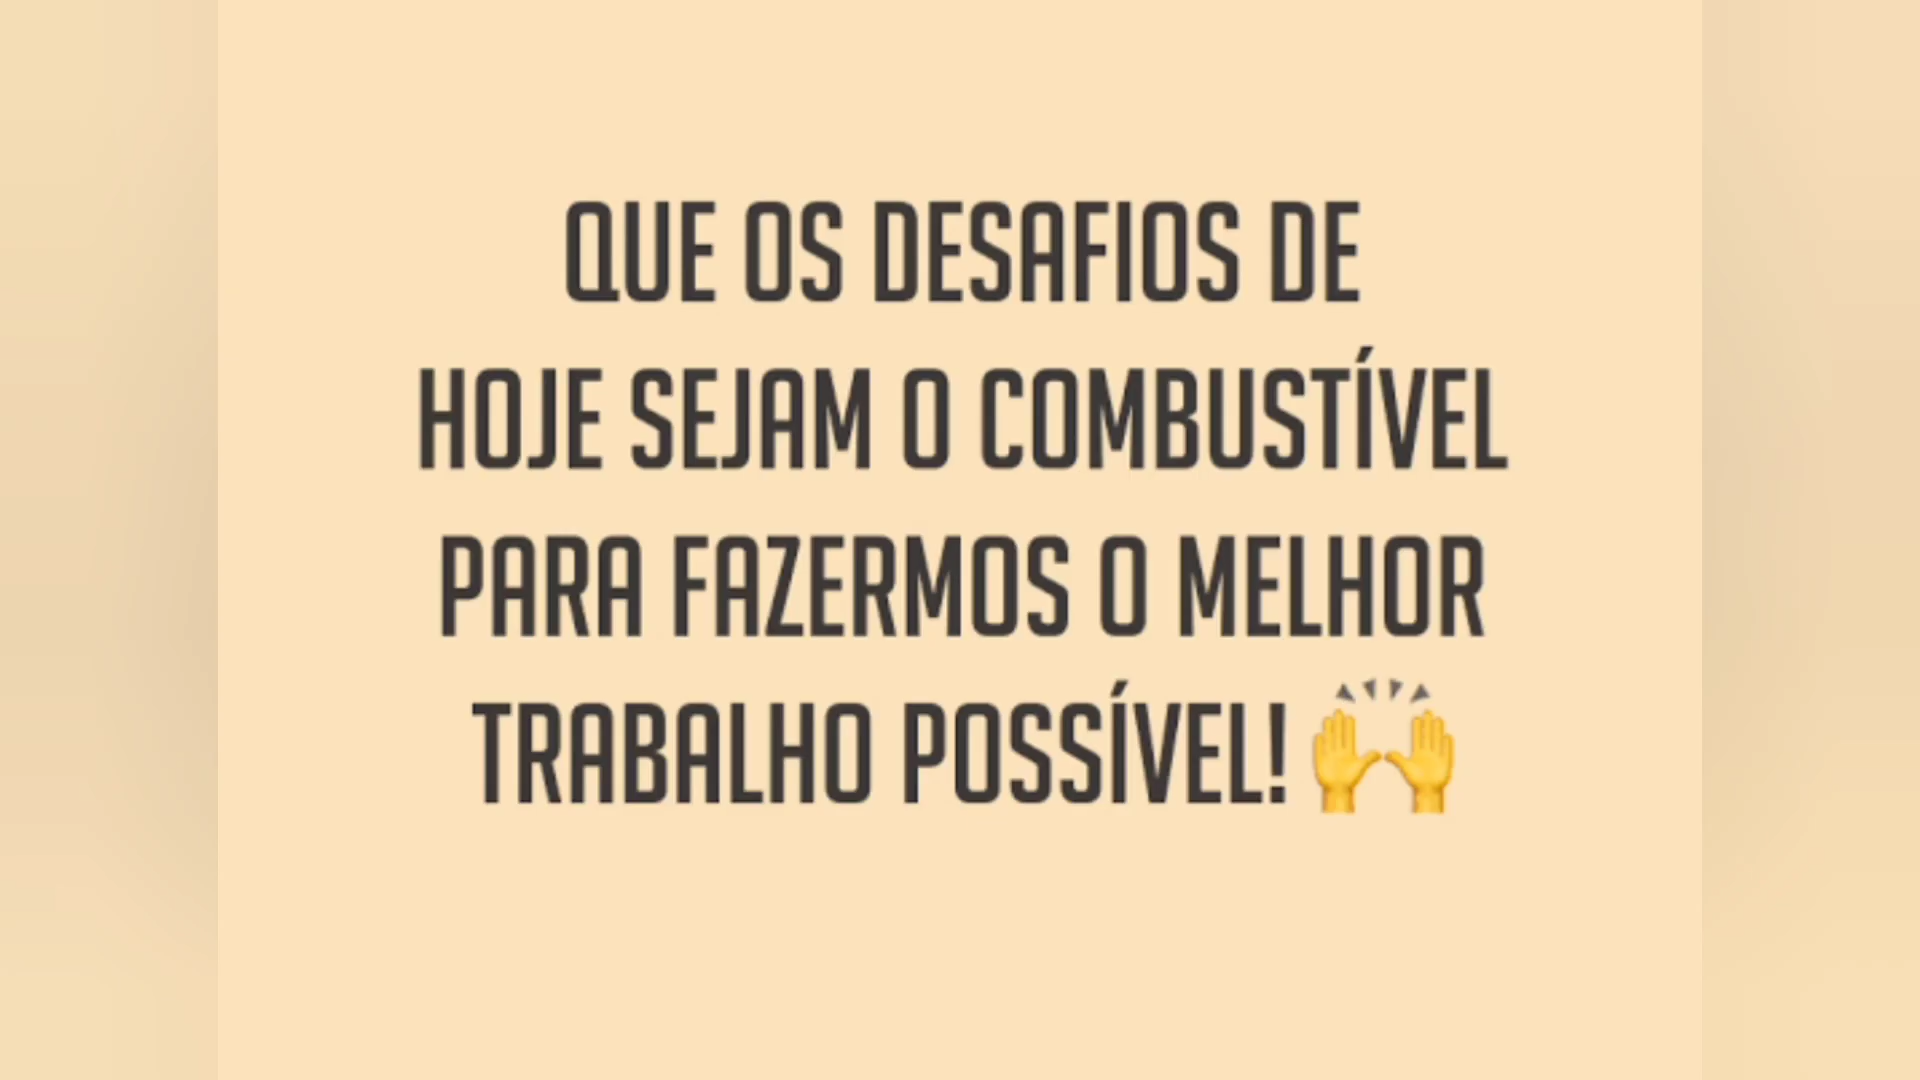 QUE OS DESAFIOS DE
HOJE SEJAM O COMBUSTÍVEL
PARA FAZERMOS O MELHOR
TRABALHO POSSÍVEL! 🙌